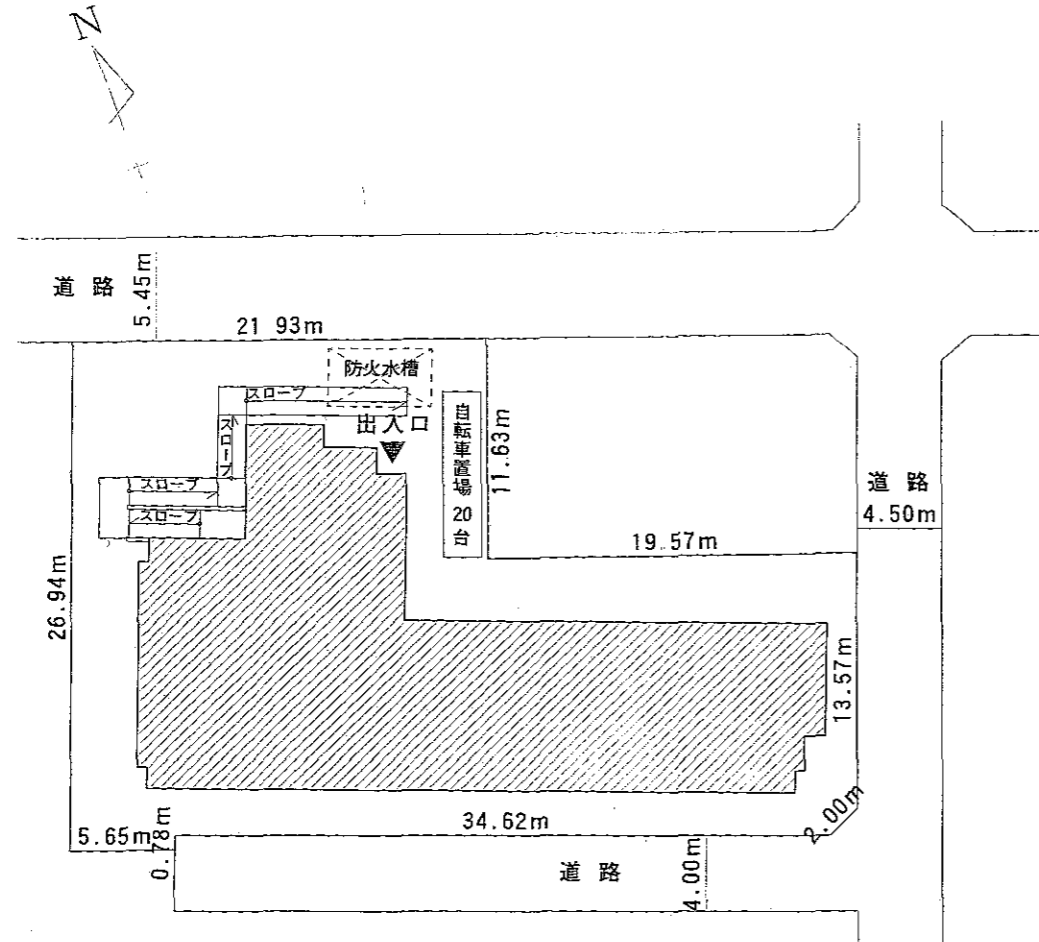 N
道路
5.45m
21 93m
防火水槽
スロープ
出入口
スロープ
自転車置場 20台
11.63m
スロープ
スロープ
道路
4.50m
19.57m
26.94m
13.57m
2.00m
34.62m
5.65m
0.78m
道路
4.00m